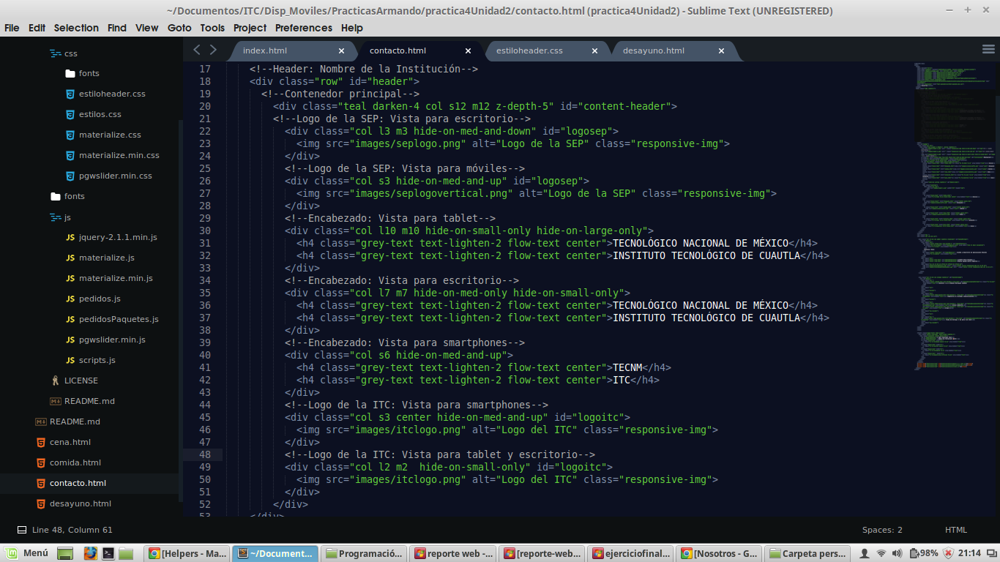 ~/Documentos/ITC/Disp_Moviles/PracticasArmando/practica4Unidad2/contacto.html (practica4Unidad2) - Sublime Text (UNREGISTERED)
File Edit Selection Find View Goto Tools Project Preferences Help
css
fonts
estiloheader.css
estilos.css
materialize.css
materialize.min.css
pgwslider.min.css
fonts
js
jquery-2.1.1.min.js
materialize.js
materialize.min.js
pedidos.js
pedidosPaquetes.js
pgwslider.min.js
scripts.js
LICENSE
README.md
README.md
cena.html
comida.html
contacto.html
desayuno.html
index.html contacto.html estiloheader.css desayuno.html
17 <!--Header: Nombre de la Institución-->
18 <div class="row" id="header">
19 <!--Contenedor principal-->
20 <div class="teal darken-4 col s12 m12 z-depth-5" id="content-header">
21 <!--Logo de la SEP: Vista para escritorio-->
22 <div class="col l3 m3 hide-on-med-and-down" id="logosep">
23 <img src="images/seplogo.png" alt="Logo de la SEP" class="responsive-img">
24 </div>
25 <!--Logo de la SEP: Vista para móviles-->
26 <div class="col s3 hide-on-med-and-up" id="logosep">
27 <img src="images/seplogovertical.png" alt="Logo de la SEP" class="responsive-img">
28 </div>
29 <!--Encabezado: Vista para tablet-->
30 <div class="col l10 m10 hide-on-small-only hide-on-large-only">
31 <h4 class="grey-text text-lighten-2 flow-text center">TECNOLÓGICO NACIONAL DE MÉXICO</h4>
32 <h4 class="grey-text text-lighten-2 flow-text center">INSTITUTO TECNOLÓGICO DE CUAUTLA</h4>
33 </div>
34 <!--Encabezado: Vista para escritorio-->
35 <div class="col l7 m7 hide-on-med-only hide-on-small-only">
36 <h4 class="grey-text text-lighten-2 flow-text center">TECNOLÓGICO NACIONAL DE MÉXICO</h4>
37 <h4 class="grey-text text-lighten-2 flow-text center">INSTITUTO TECNOLÓGICO DE CUAUTLA</h4>
38 </div>
39 <!--Encabezado: Vista para smartphones-->
40 <div class="col s6 hide-on-med-and-up">
41 <h4 class="grey-text text-lighten-2 flow-text center">TECNM</h4>
42 <h4 class="grey-text text-lighten-2 flow-text center">ITC</h4>
43 </div>
44 <!--Logo de la ITC: Vista para smartphones-->
45 <div class="col s3 center hide-on-med-and-up" id="logoitc">
46 <img src="images/itclogo.png" alt="Logo del ITC" class="responsive-img">
47 </div>
48 <!--Logo de la ITC: Vista para tablet y escritorio-->
49 <div class="col l2 m2  hide-on-small-only" id="logoitc">
50 <img src="images/itclogo.png" alt="Logo del ITC" class="responsive-img">
51 </div>
52 </div>
53 </div>
Line 48, Column 61 Spaces: 2 HTML
Menú [Helpers - Ma... ~/Document... Programació... reporte web -... [reporte-web... ejerciciofinal... [Nosotros - G... Carpeta pers... 98% 21:14